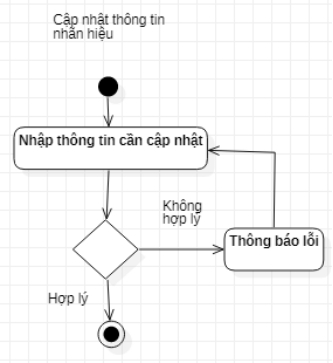 Cập nhật thông tin
nhãn hiệu
Nhập thông tin cần cập nhật
Không
hợp lý
Thông báo lỗi
Hợp lý